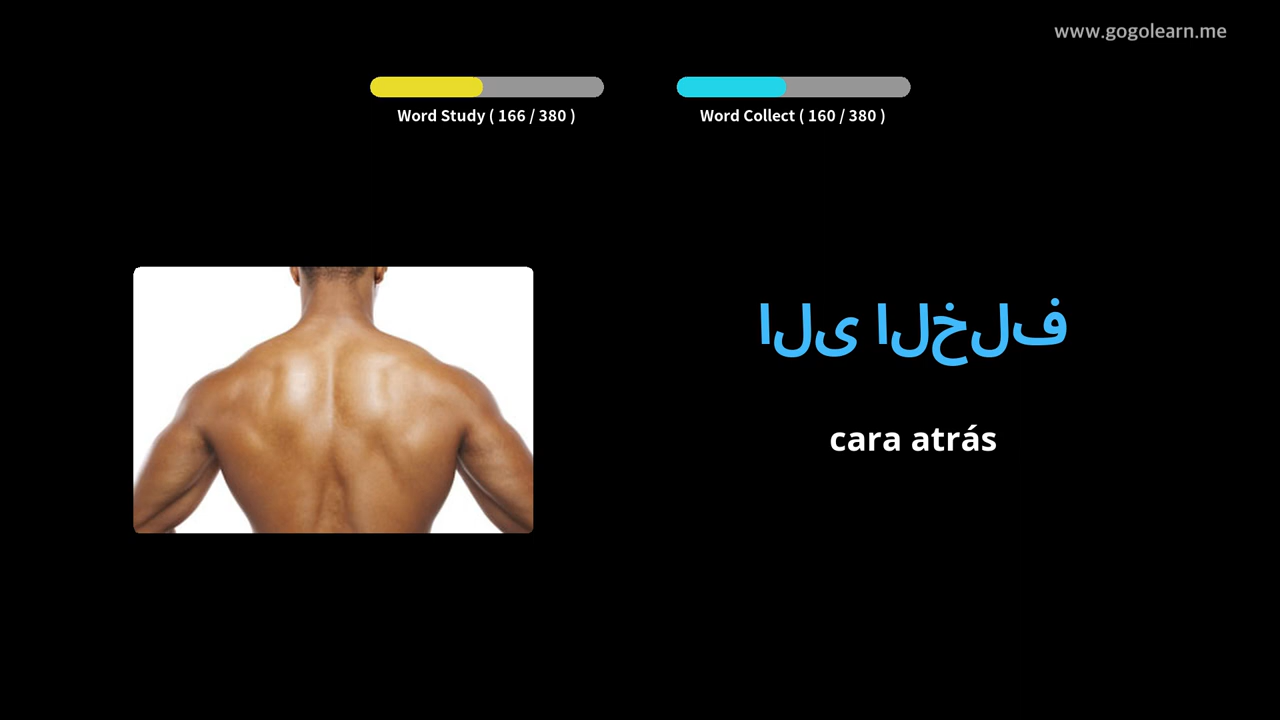 www.gogolearn.me
Word Study ( 166 / 380 )
Word Collect ( 160 / 380 )
الى الخلف
cara atrás